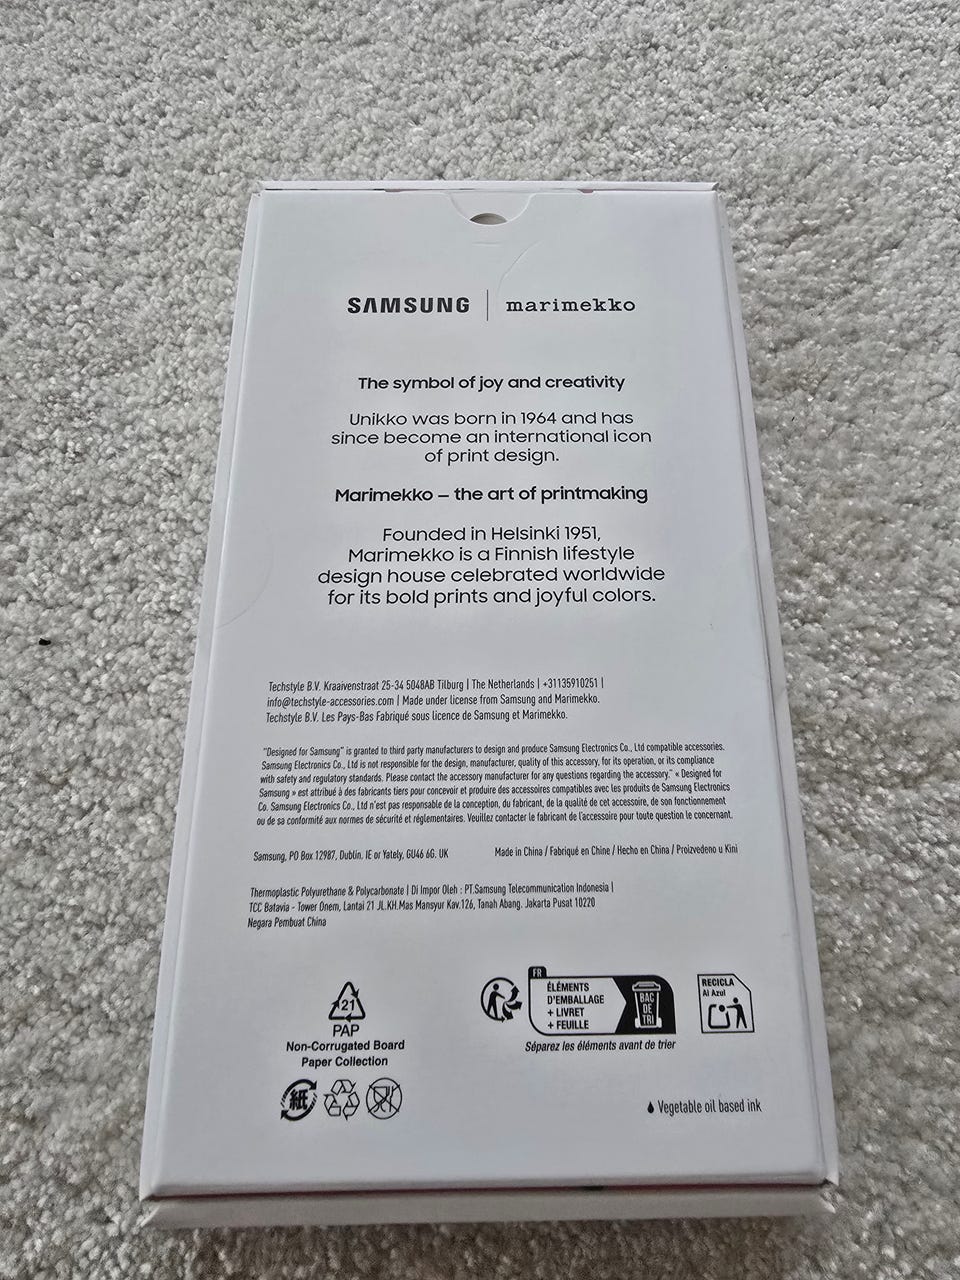 SAMSUNG | marimekko
The symbol of joy and creativity
Unikko was born in 1964 and has
since become an international icon
of print design.
Marimekko – the art of printmaking
Founded in Helsinki 1951,
Marimekko is a Finnish lifestyle
design house celebrated worldwide
for its bold prints and joyful colors.
Techstyle B.V. Kraaivenstraat 25-34 5048AB Tilburg | The Netherlands | +31135910251 |
info@techstyle-accessories.com | Made under license from Samsung and Marimekko.
Techstyle B.V. Les Pays-Bas Fabriqué sous licence de Samsung et Marimekko.
"Designed for Samsung" is granted to third party manufacturers to design and produce Samsung Electronics Co., Ltd compatible accessories.
Samsung Electronics Co., Ltd is not responsible for the design, manufacturer, quality of this accessory, for its operation, or its compliance
with safety and regulatory standards. Please contact the accessory manufacturer for any questions regarding the accessory." « Designed for
Samsung » est attribué à des fabricants tiers pour concevoir et produire des accessoires compatibles avec les produits de Samsung Electronics
Co. Samsung Electronics Co., Ltd n'est pas responsable de la conception, du fabricant, de la qualité de cet accessoire, de son fonctionnement
ou de sa conformité aux normes de sécurité et réglementaires. Veuillez contacter le fabricant de l'accessoire pour toute question le concernant.
Samsung, PO Box 12987, Dublin. IE or Yately, GU46 6G. UK
Made in China / Fabriqué en Chine / Hecho en China / Proizvedeno u Kini
Thermoplastic Polyurethane & Polycarbonate | Di Impor Oleh : PT.Samsung Telecommunication Indonesia |
TCC Batavia - Tower Onem, Lantai 21 JL.KH.Mas Mansyur Kav.126, Tanah Abang. Jakarta Pusat 10220
Negara Pembuat China
21
PAP
Non-Corrugated Board
Paper Collection
紙
FR
ÉLÉMENTS
D'EMBALLAGE
+ LIVRET
+ FEUILLE
BAC
DE
TRI
Séparez les éléments avant de trier
RECICLA
Al Azul
Vegetable oil based ink